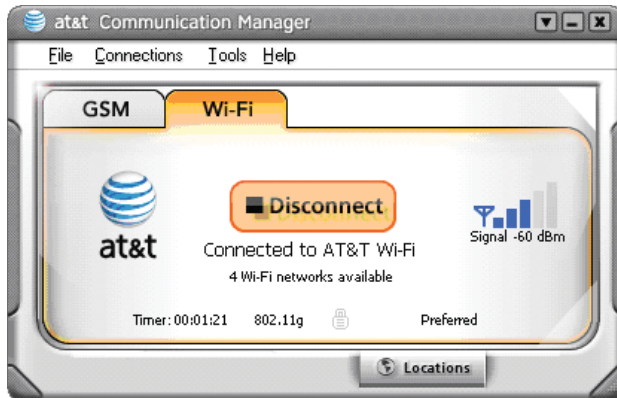 at&t Communication Manager
File Connections Tools Help
GSM Wi-Fi
Disconnect
at&t
Connected to AT&T Wi-Fi
4 Wi-Fi networks available
Signal -60 dBm
Timer: 00:01:21 802.11g Preferred
Locations